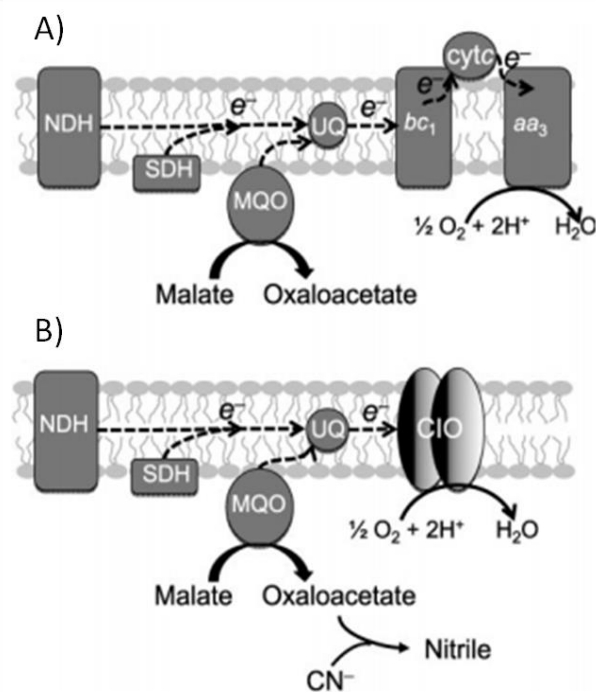 A)
cytc
e⁻
e⁻
e⁻
e⁻
NDH
UQ
bc₁
aa₃
SDH
MQO
½ O₂ + 2H⁺ H₂O
Malate Oxaloacetate
B)
e⁻
e⁻
NDH
UQ
CIO
SDH
MQO
½ O₂ + 2H⁺ H₂O
Malate Oxaloacetate
Nitrile
CN⁻